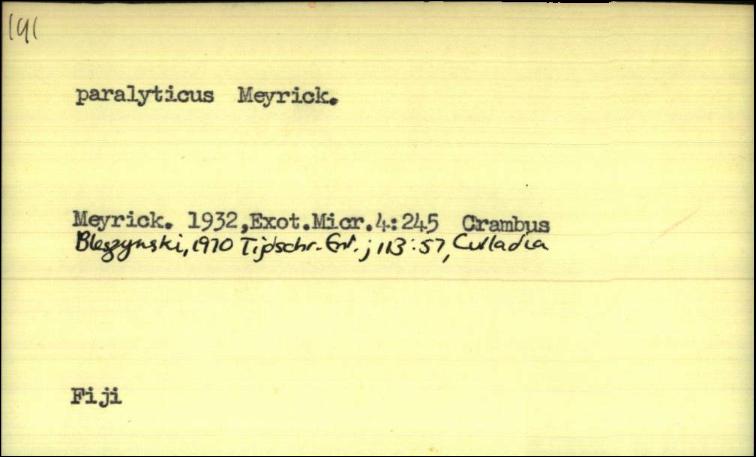 191
paralyticus Meyrick.
Meyrick. 1932,Exot.Micr.4:245 Crambus
Bleszynski, 1970 Tijdschr. Ent.; 113:57, Culladia
Fiji